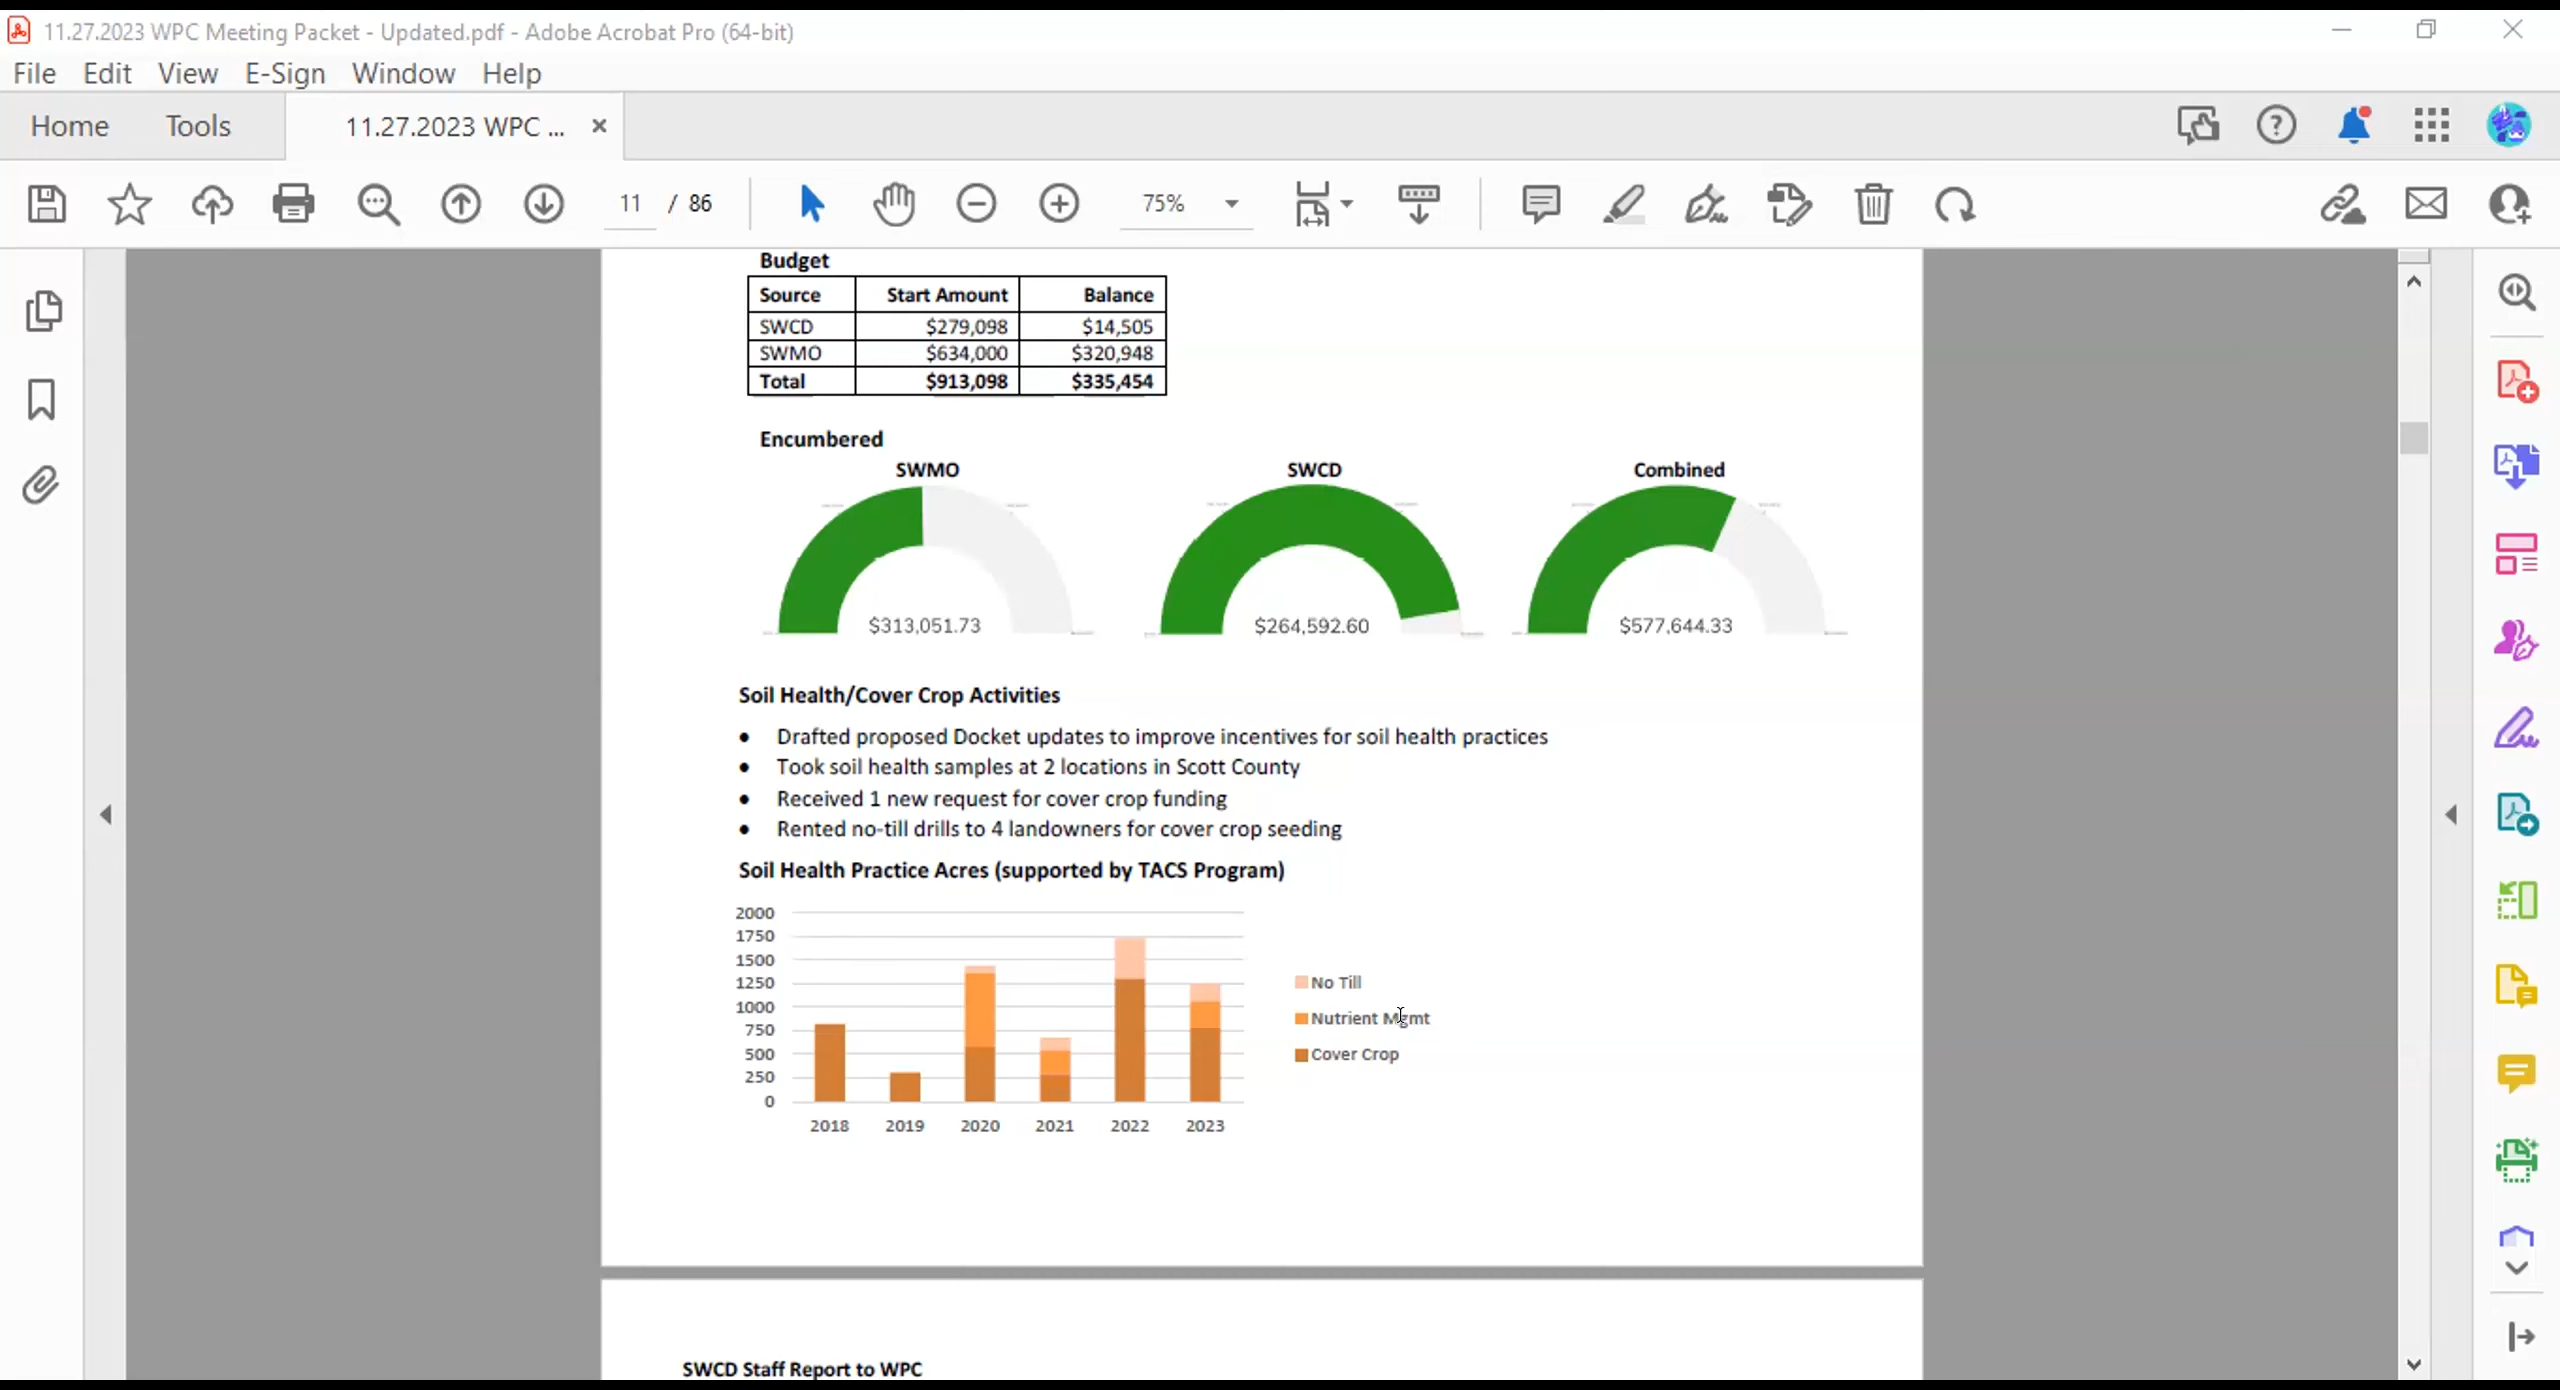 11.27.2023 WPC Meeting Packet - Updated.pdf - Adobe Acrobat Pro (64-bit)
File Edit View E-Sign Window Help
Home Tools 11.27.2023 WPC ...
11 / 86 75%
Budget
Source Start Amount Balance
SWCD $279,098 $14,505
SWMO $634,000 $320,948
Total $913,098 $335,454
Encumbered
SWMO SWCD Combined
$313,051.73 $264,592.60 $577,644.33
Soil Health/Cover Crop Activities
• Drafted proposed Docket updates to improve incentives for soil health practices
• Took soil health samples at 2 locations in Scott County
• Received 1 new request for cover crop funding
• Rented no-till drills to 4 landowners for cover crop seeding
Soil Health Practice Acres (supported by TACS Program)
2000
1750
1500
1250
1000
750
500
250
0
2018 2019 2020 2021 2022 2023
No Till
Nutrient Mgmt
Cover Crop
SWCD Staff Report to WPC